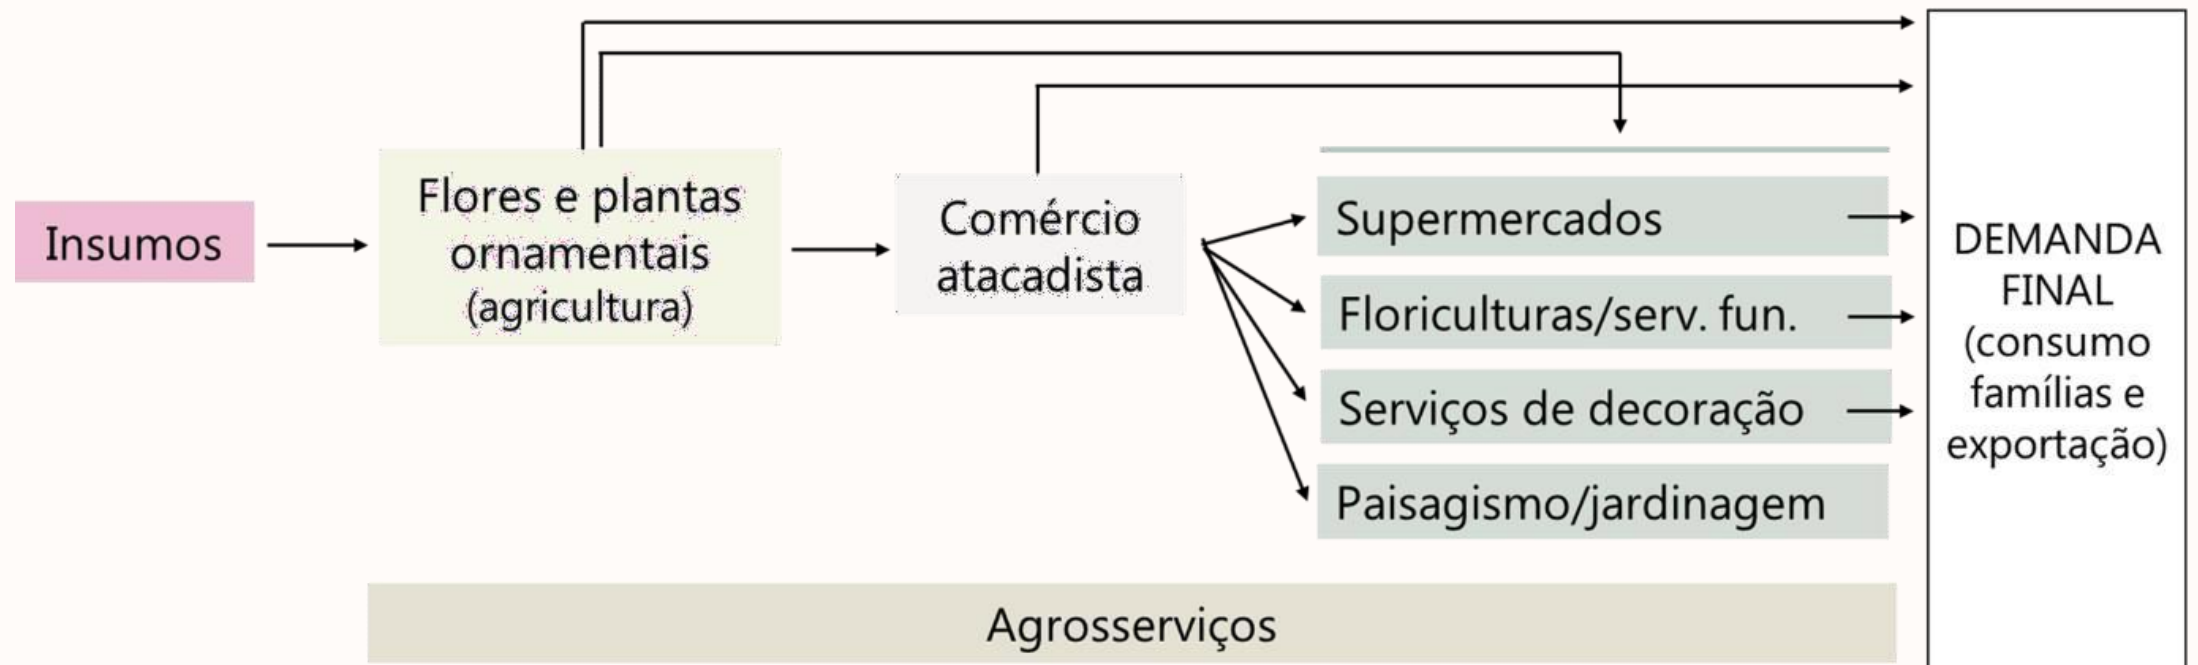 Insumos
Flores e plantas
ornamentais
(agricultura)
Comércio
atacadista
Supermercados
Floriculturas/serv. fun.
Serviços de decoração
Paisagismo/jardinagem
DEMANDA
FINAL
(consumo
famílias e
exportação)
Agrosserviços